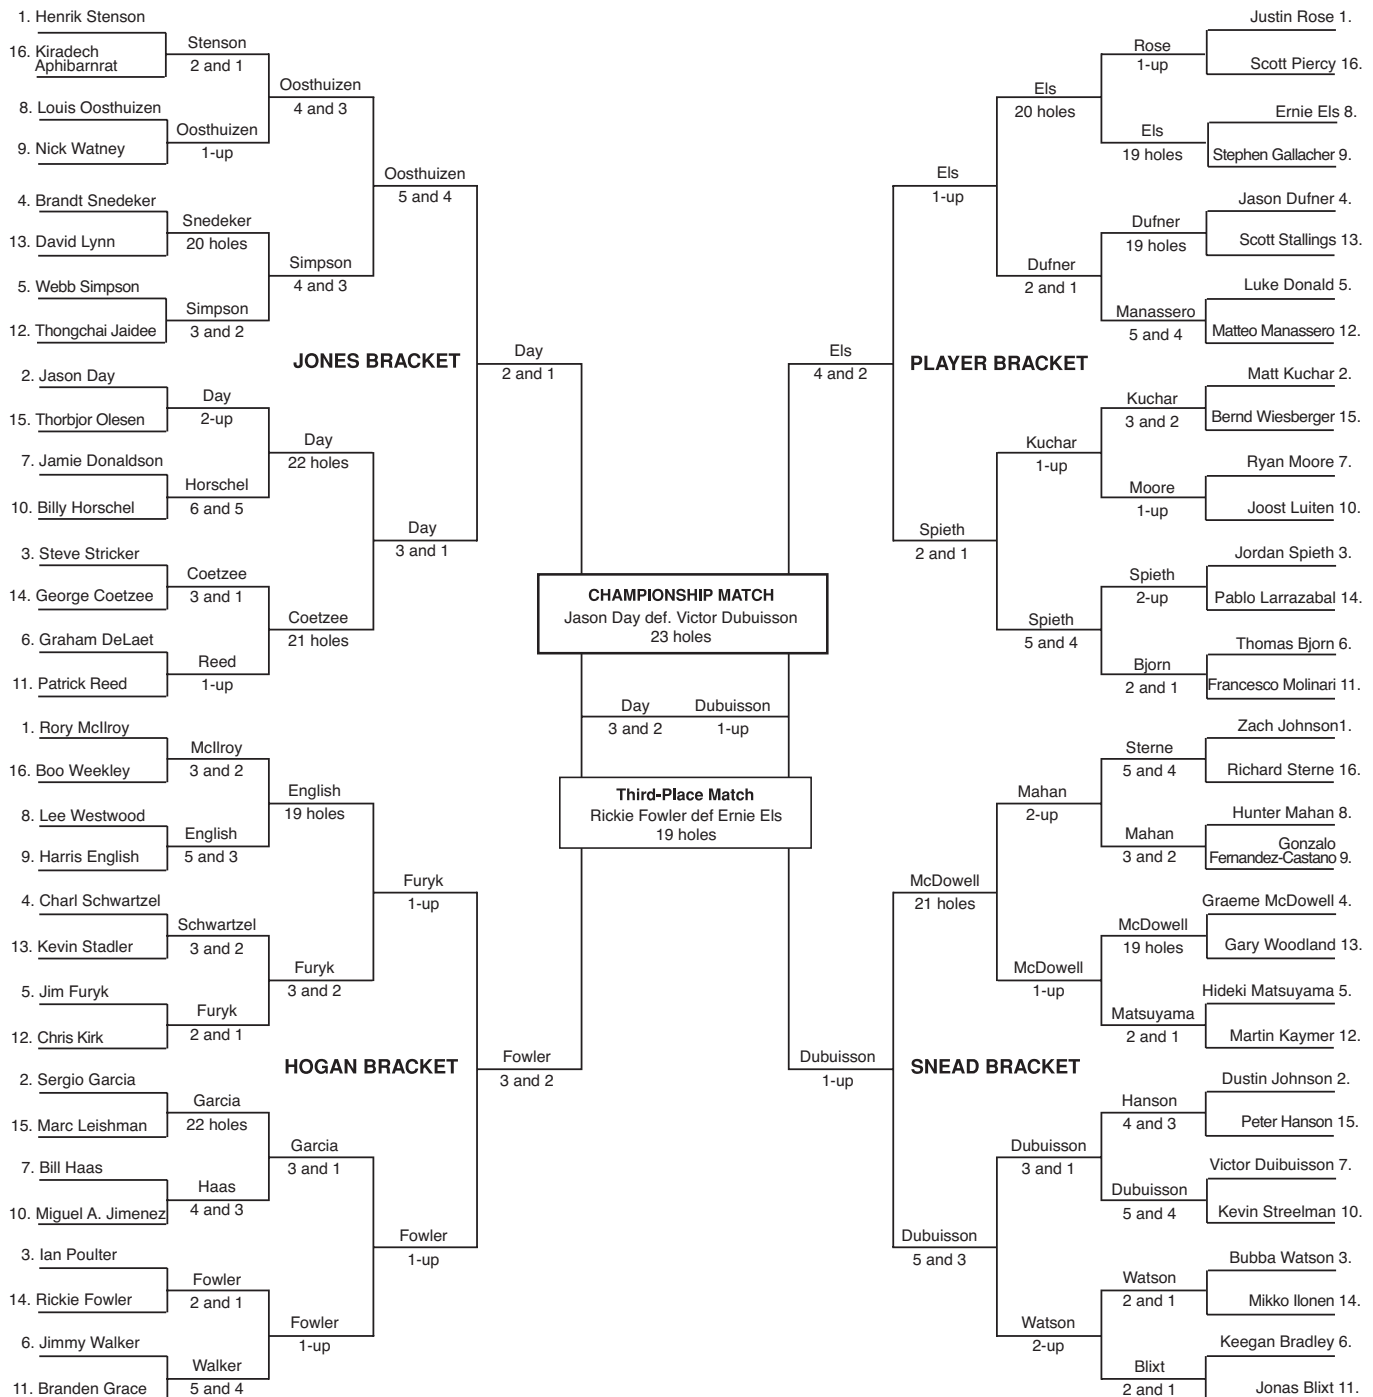 1. Henrik Stenson
16. Kiradech
Aphibarnrat
8. Louis Oosthuizen
9. Nick Watney
4. Brandt Snedeker
13. David Lynn
5. Webb Simpson
12. Thongchai Jaidee
2. Jason Day
15. Thorbjor Olesen
7. Jamie Donaldson
10. Billy Horschel
3. Steve Stricker
14. George Coetzee
6. Graham DeLaet
11. Patrick Reed
Stenson
2 and 1
Oosthuizen
1-up
Snedeker
20 holes
Simpson
3 and 2
Day
2-up
Horschel
6 and 5
Coetzee
3 and 1
Reed
1-up
Oosthuizen
4 and 3
Simpson
4 and 3
Day
22 holes
Coetzee
21 holes
Oosthuizen
5 and 4
Day
3 and 1
JONES BRACKET
Day
2 and 1
1. Rory McIlroy
16. Boo Weekley
8. Lee Westwood
9. Harris English
4. Charl Schwartzel
13. Kevin Stadler
5. Jim Furyk
12. Chris Kirk
2. Sergio Garcia
15. Marc Leishman
7. Bill Haas
10. Miguel A. Jimenez
3. Ian Poulter
14. Rickie Fowler
6. Jimmy Walker
11. Branden Grace
McIlroy
3 and 2
English
5 and 3
Schwartzel
3 and 2
Furyk
2 and 1
Garcia
22 holes
Haas
4 and 3
Fowler
2 and 1
Walker
5 and 4
English
19 holes
Furyk
3 and 2
Garcia
3 and 1
Fowler
1-up
Furyk
1-up
Fowler
1-up
HOGAN BRACKET
Fowler
3 and 2
CHAMPIONSHIP MATCH
Jason Day def. Victor Dubuisson
23 holes
Day
3 and 2
Dubuisson
1-up
Third-Place Match
Rickie Fowler def Ernie Els
19 holes
Els
4 and 2
PLAYER BRACKET
Els
1-up
Spieth
2 and 1
Els
20 holes
Dufner
2 and 1
Kuchar
1-up
Spieth
5 and 4
Rose
1-up
Els
19 holes
Dufner
19 holes
Manassero
5 and 4
Kuchar
3 and 2
Moore
1-up
Spieth
2-up
Bjorn
2 and 1
Justin Rose 1.
Scott Piercy 16.
Ernie Els 8.
Stephen Gallacher 9.
Jason Dufner 4.
Scott Stallings 13.
Luke Donald 5.
Matteo Manassero 12.
Matt Kuchar 2.
Bernd Wiesberger 15.
Ryan Moore 7.
Joost Luiten 10.
Jordan Spieth 3.
Pablo Larrazabal 14.
Thomas Bjorn 6.
Francesco Molinari 11.
Dubuisson
1-up
SNEAD BRACKET
McDowell
21 holes
Dubuisson
5 and 3
Mahan
2-up
McDowell
1-up
Dubuisson
3 and 1
Watson
2-up
Sterne
5 and 4
Mahan
3 and 2
McDowell
19 holes
Matsuyama
2 and 1
Hanson
4 and 3
Dubuisson
5 and 4
Watson
2 and 1
Blixt
2 and 1
Zach Johnson1.
Richard Sterne 16.
Hunter Mahan 8.
Gonzalo
Fernandez-Castano 9.
Graeme McDowell 4.
Gary Woodland 13.
Hideki Matsuyama 5.
Martin Kaymer 12.
Dustin Johnson 2.
Peter Hanson 15.
Victor Duibuisson 7.
Kevin Streelman 10.
Bubba Watson 3.
Mikko Ilonen 14.
Keegan Bradley 6.
Jonas Blixt 11.